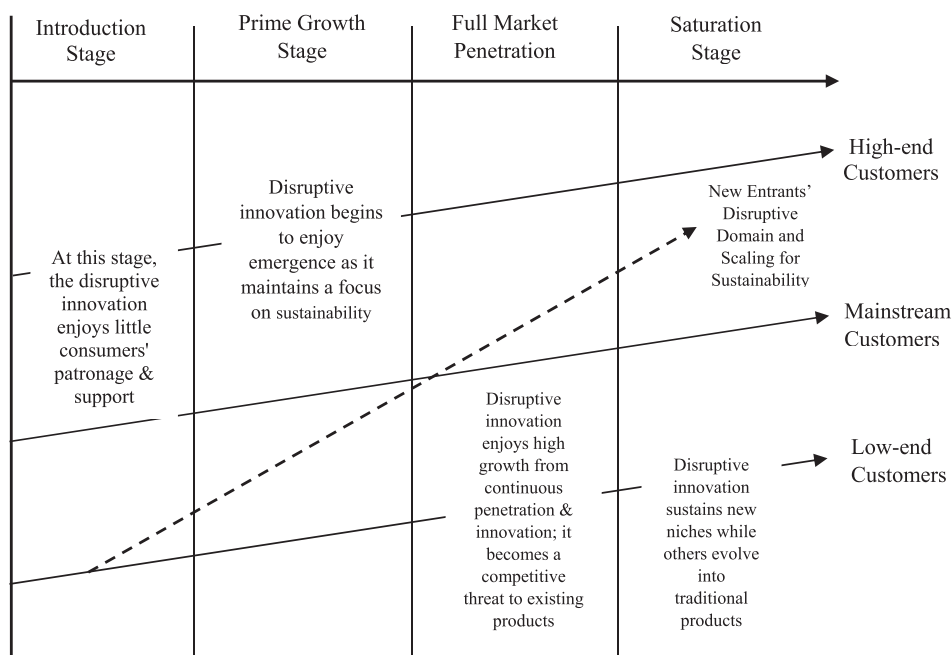 Introduction
Stage
Prime Growth
Stage
Full Market
Penetration
Saturation
Stage
High-end
Customers
At this stage,
the disruptive
innovation
enjoys little
consumers'
patronage &
support
Disruptive
innovation begins
to enjoy
emergence as it
maintains a focus
on sustainability
New Entrants’
Disruptive
Domain and
Scaling for
Sustainability
Mainstream
Customers
Disruptive
innovation
enjoys high
growth from
continuous
penetration &
innovation; it
becomes a
competitive
threat to existing
products
Disruptive
innovation
sustains new
niches while
others evolve
into
traditional
products
Low-end
Customers